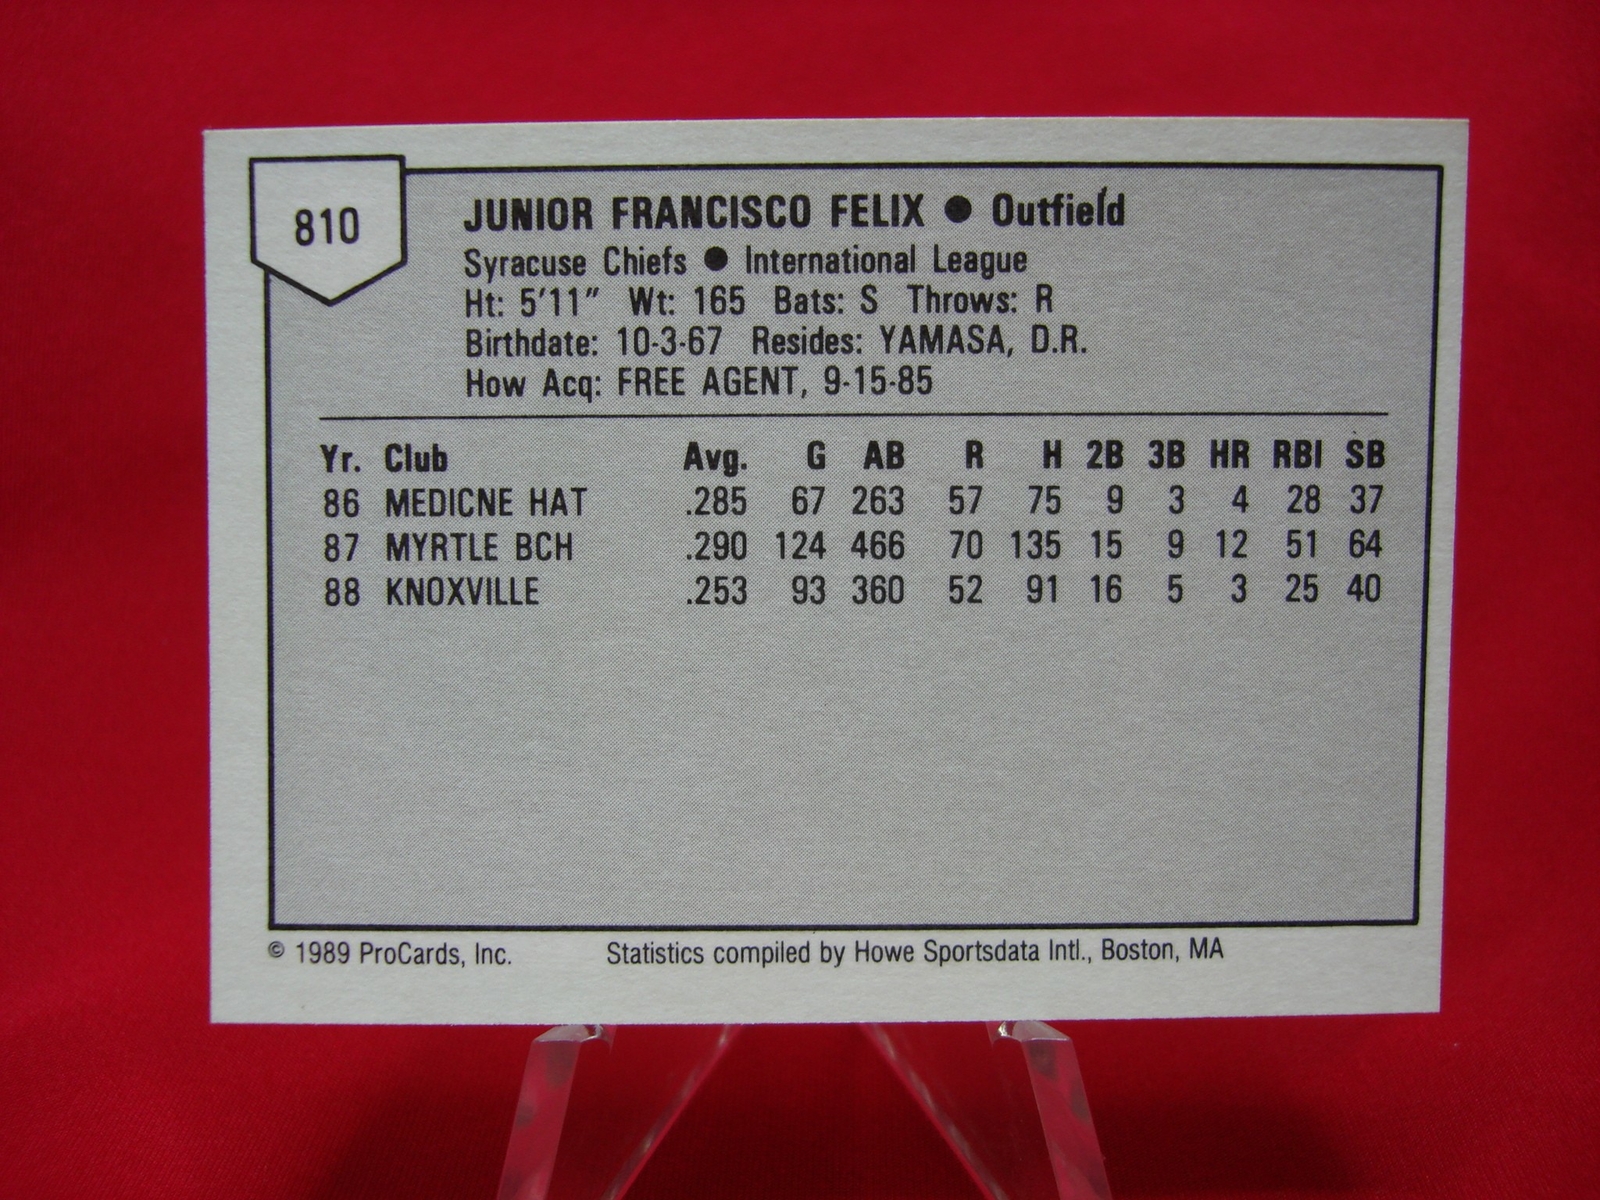 810
JUNIOR FRANCISCO FELIX ● Outfield
Syracuse Chiefs ● International League
Ht: 5'11" Wt: 165 Bats: S Throws: R
Birthdate: 10-3-67 Resides: YAMASA, D.R.
How Acq: FREE AGENT, 9-15-85
Yr. Club Avg. G AB R H 2B 3B HR RBI SB
86 MEDICNE HAT .285 67 263 57 75 9 3 4 28 37
87 MYRTLE BCH .290 124 466 70 135 15 9 12 51 64
88 KNOXVILLE .253 93 360 52 91 16 5 3 25 40
© 1989 ProCards, Inc. Statistics compiled by Howe Sportsdata Intl., Boston, MA